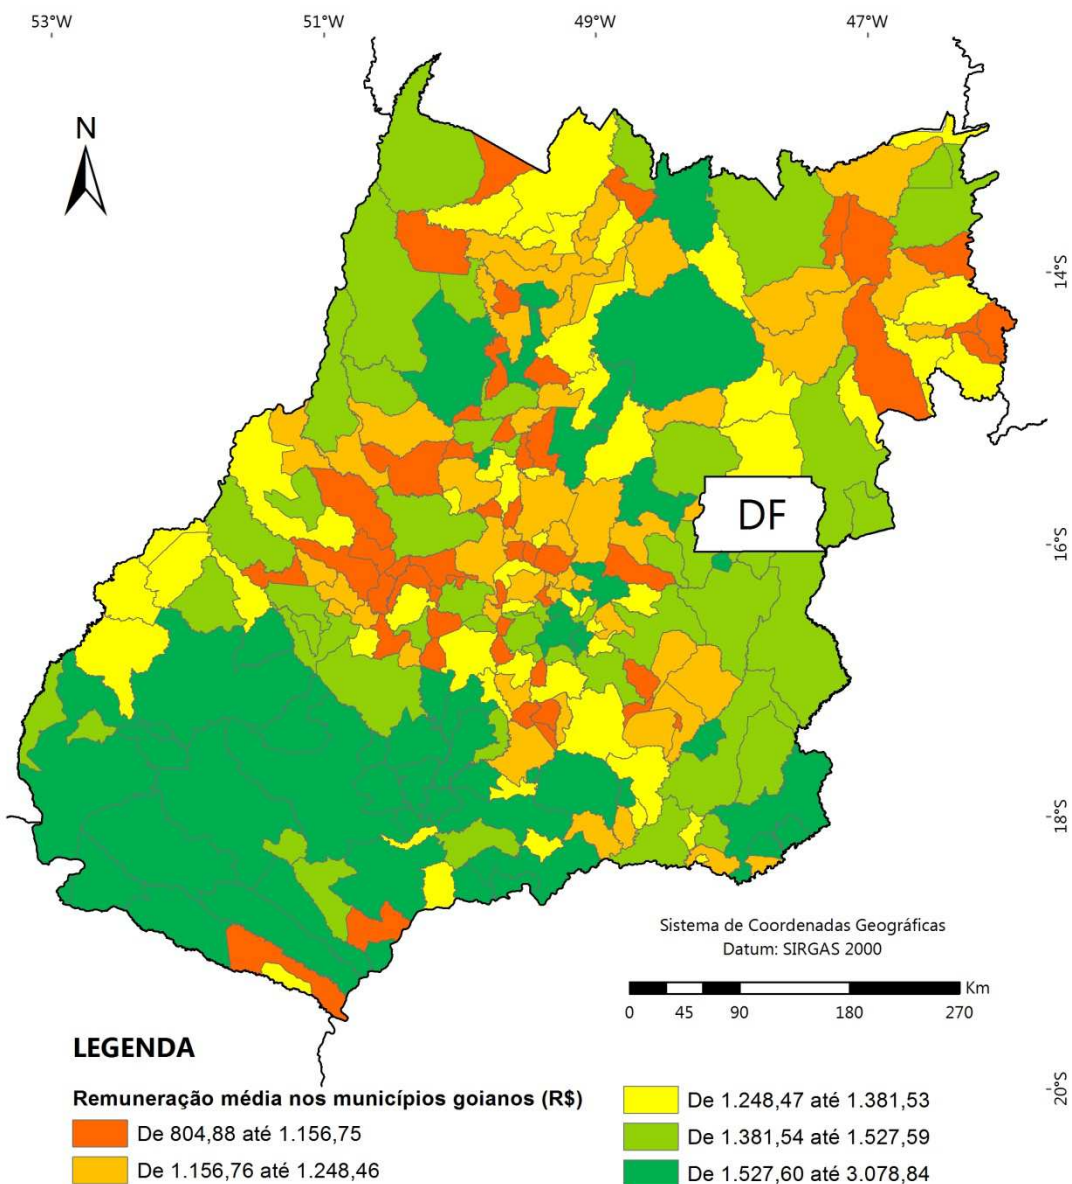 53°W 51°W 49°W 47°W
N
14°S
DF
16°S
18°S
Sistema de Coordenadas Geográficas
Datum: SIRGAS 2000
Km
0 45 90 180 270
20°S
LEGENDA
Remuneração média nos municípios goianos (R$)
De 804,88 até 1.156,75
De 1.156,76 até 1.248,46
De 1.248,47 até 1.381,53
De 1.381,54 até 1.527,59
De 1.527,60 até 3.078,84